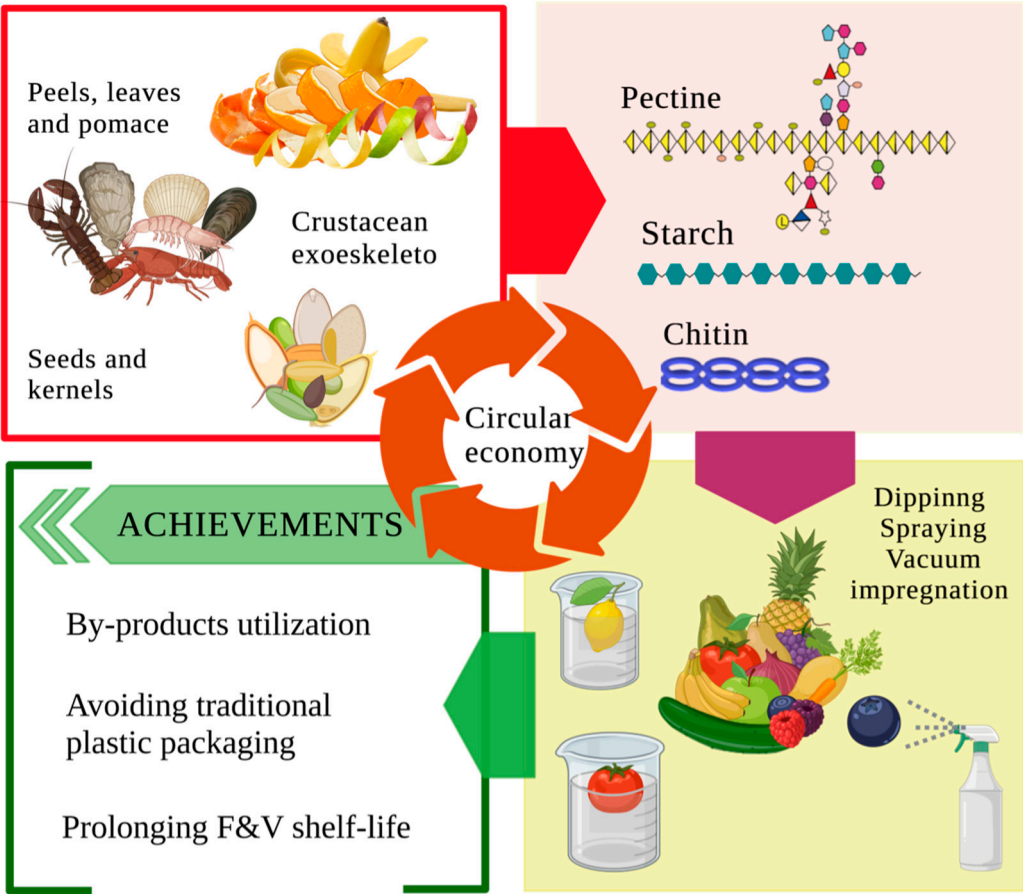 Peels, leaves
and pomace
Crustacean
exoeskeleto
Seeds and
kernels
Pectine
L
Starch
Chitin
Circular
economy
Dippinng
Spraying
Vacuum
impregnation
ACHIEVEMENTS
By-products utilization
Avoiding traditional
plastic packaging
Prolonging F&V shelf-life